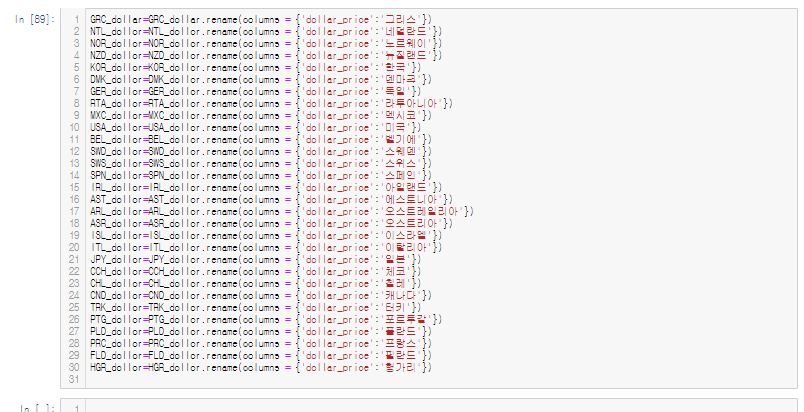 In [89]:
1 GRC_dollar=GRC_dollar.rename(columns = {'dollar_price':'그리스'})
2 NTL_dollar=NTL_dollar.rename(columns = {'dollar_price':'네덜란드'})
3 NOR_dollar=NOR_dollar.rename(columns = {'dollar_price':'노르웨이'})
4 NZD_dollar=NZD_dollar.rename(columns = {'dollar_price':'뉴질랜드'})
5 KOR_dollar=KOR_dollar.rename(columns = {'dollar_price':'한국'})
6 DMK_dollar=DMK_dollar.rename(columns = {'dollar_price':'덴마크'})
7 GER_dollar=GER_dollar.rename(columns = {'dollar_price':'독일'})
8 RTA_dollar=RTA_dollar.rename(columns = {'dollar_price':'라투아니아'})
9 MXC_dollar=MXC_dollar.rename(columns = {'dollar_price':'멕시코'})
10 USA_dollar=USA_dollar.rename(columns = {'dollar_price':'미국'})
11 BEL_dollar=BEL_dollar.rename(columns = {'dollar_price':'벨기에'})
12 SWD_dollar=SWD_dollar.rename(columns = {'dollar_price':'스웨덴'})
13 SWS_dollar=SWS_dollar.rename(columns = {'dollar_price':'스위스'})
14 SPN_dollar=SPN_dollar.rename(columns = {'dollar_price':'스페인'})
15 IRL_dollar=IRL_dollar.rename(columns = {'dollar_price':'아일랜드'})
16 AST_dollar=AST_dollar.rename(columns = {'dollar_price':'에스토니아'})
17 ARL_dollar=ARL_dollar.rename(columns = {'dollar_price':'오스트레일리아'})
18 ASR_dollar=ASR_dollar.rename(columns = {'dollar_price':'오스트리아'})
19 ISL_dollar=ISL_dollar.rename(columns = {'dollar_price':'이스라엘'})
20 ITL_dollar=ITL_dollar.rename(columns = {'dollar_price':'이탈리아'})
21 JPY_dollar=JPY_dollar.rename(columns = {'dollar_price':'일본'})
22 CCH_dollar=CCH_dollar.rename(columns = {'dollar_price':'체코'})
23 CHL_dollar=CHL_dollar.rename(columns = {'dollar_price':'칠레'})
24 CND_dollar=CND_dollar.rename(columns = {'dollar_price':'캐나다'})
25 TRK_dollar=TRK_dollar.rename(columns = {'dollar_price':'터키'})
26 PTG_dollar=PTG_dollar.rename(columns = {'dollar_price':'포르투갈'})
27 PLD_dollar=PLD_dollar.rename(columns = {'dollar_price':'폴란드'})
28 PRC_dollar=PRC_dollar.rename(columns = {'dollar_price':'프랑스'})
29 FLD_dollar=FLD_dollar.rename(columns = {'dollar_price':'핀란드'})
30 HGR_dollar=HGR_dollar.rename(columns = {'dollar_price':'헝가리'})
31
In [ ]:
1